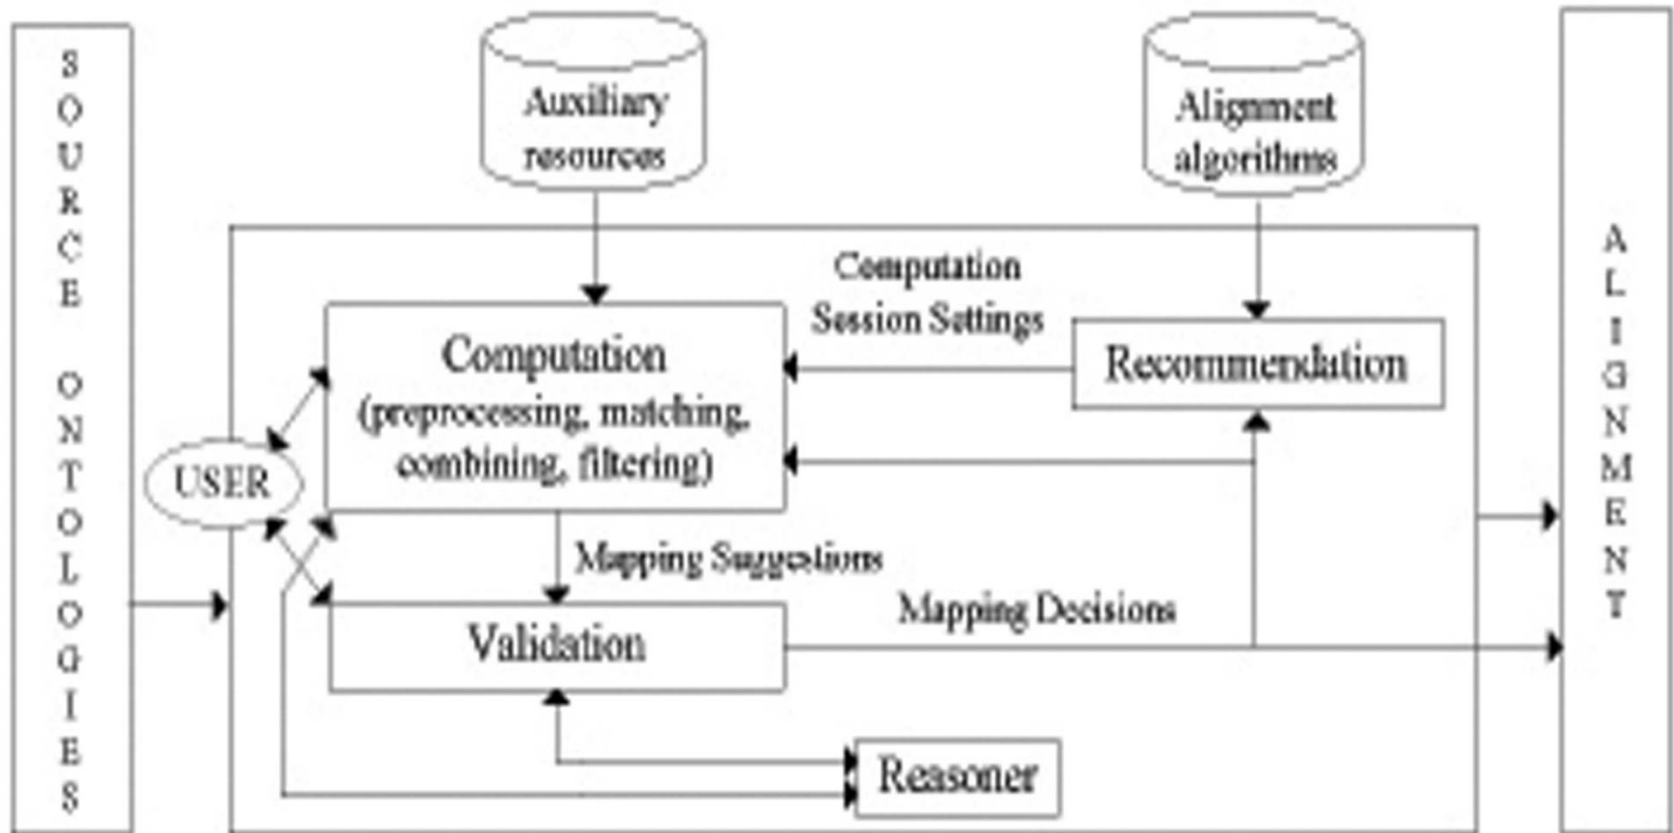 SOURCE ONTOLOGIES
Auxiliary
resources
Alignment
algorithms
Computation
Session Settings
Computation
(preprocessing, matching,
combining, filtering)
Recommendation
USER
Mapping Suggestions
Mapping Decisions
Validation
Reasoner
ALIGNMENT